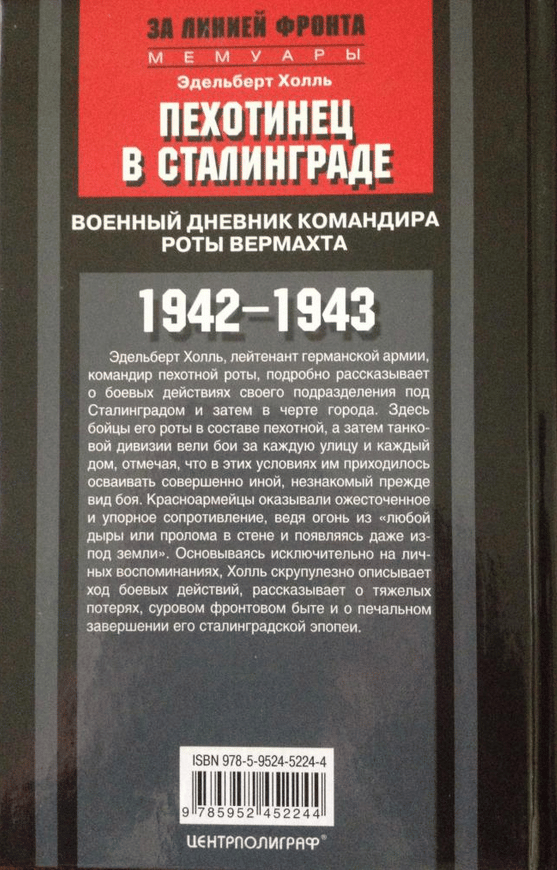 ЗА ЛИНИЕЙ ФРОНТА
МЕМУАРЫ
Эдельберт Холль
ПЕХОТИНЕЦ
В СТАЛИНГРАДЕ
ВОЕННЫЙ ДНЕВНИК КОМАНДИРА
РОТЫ ВЕРМАХТА
1942–1943
Эдельберт Холль, лейтенант германской армии,
командир пехотной роты, подробно рассказывает
о боевых действиях своего подразделения под
Сталинградом и затем в черте города. Здесь
бойцы его роты в составе пехотной, а затем танко-
вой дивизии вели бои за каждую улицу и каждый
дом, отмечая, что в этих условиях им приходилось
осваивать совершенно иной, незнакомый прежде
вид боя. Красноармейцы оказывали ожесточенное
и упорное сопротивление, ведя огонь из «любой
дыры или пролома в стене и появляясь даже из-
под земли». Основываясь исключительно на лич-
ных воспоминаниях, Холль скрупулезно описывает
ход боевых действий, рассказывает о тяжелых
потерях, суровом фронтовом быте и о печальном
завершении его сталинградской эпопеи.
ISBN 978-5-9524-5224-4
9 785952 452244
ЦЕНТРПОЛИГРАФ®